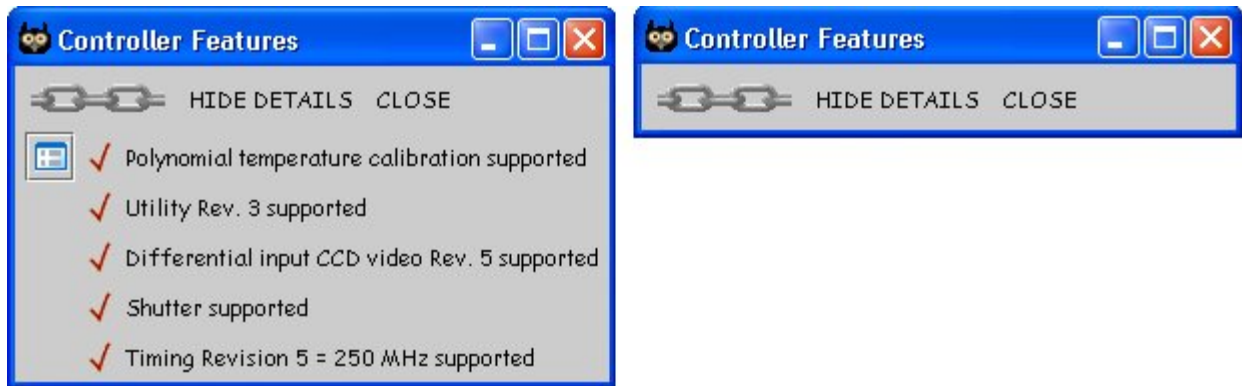 Controller Features
HIDE DETAILS CLOSE
Polynomial temperature calibration supported
Utility Rev. 3 supported
Differential input CCD video Rev. 5 supported
Shutter supported
Timing Revision 5 = 250 MHz supported
Controller Features
HIDE DETAILS CLOSE